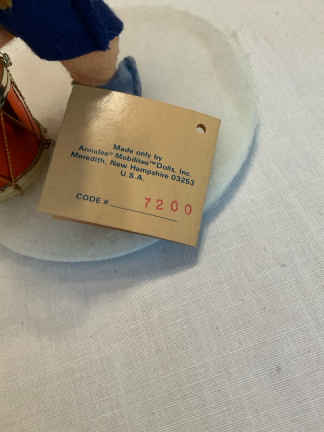 Made only by
Annalee® Mobilitee™ Dolls, Inc.
Meredith, New Hampshire 03253
U.S.A.
CODE # 7200